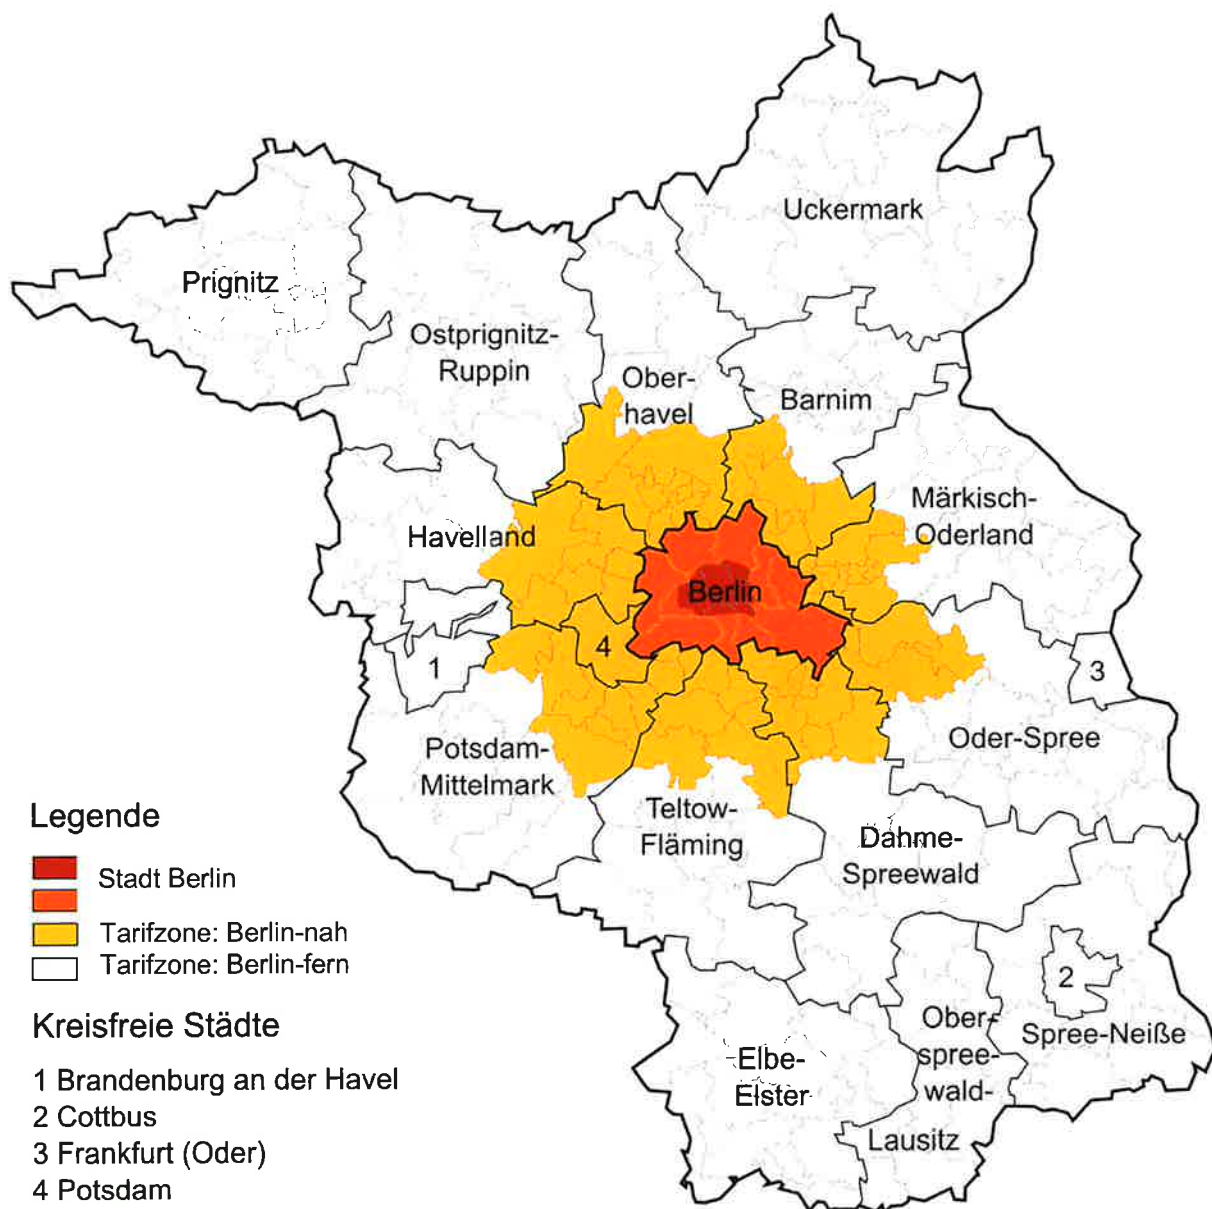 Uckermark
Prignitz
Ostprignitz-
Ruppin
Ober-
havel
Barnim
Märkisch-
Oderland
Havelland
Berlin
4
1
3
Potsdam-
Mittelmark
Oder-Spree
Teltow-
Fläming
Dahme-
Spreewald
2
Ober-
spree-
wald-
Lausitz
Spree-Neiße
Elbe-
Elster
Legende
Stadt Berlin
Tarifzone: Berlin-nah
Tarifzone: Berlin-fern
Kreisfreie Städte
1 Brandenburg an der Havel
2 Cottbus
3 Frankfurt (Oder)
4 Potsdam